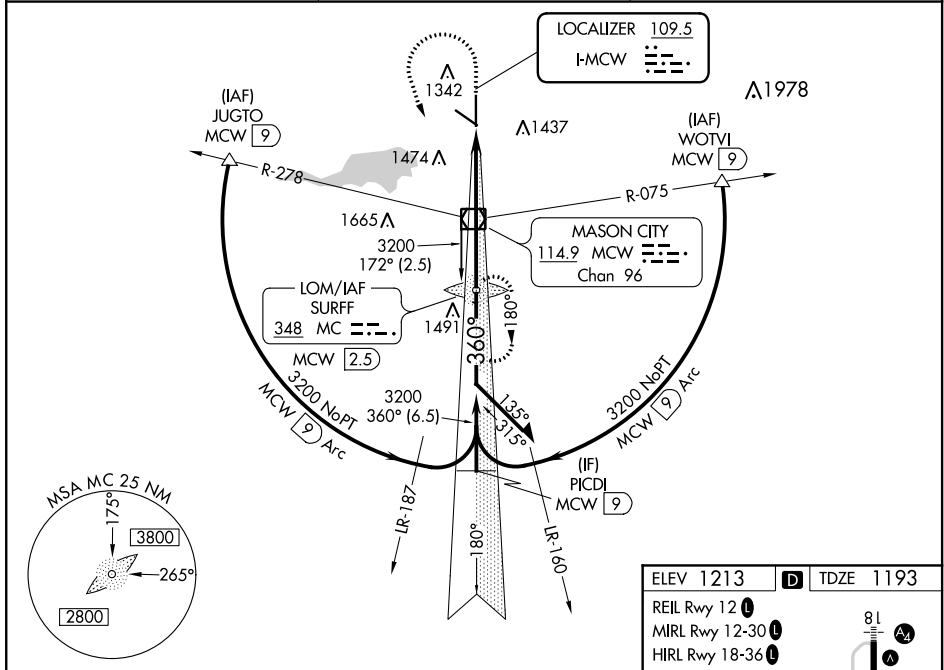 LOCALIZER 109.5
I-MCW
1342
1978
(IAF)
JUGTO
MCW 9
1437
(IAF)
WOTVI
MCW 9
1474
R-278
R-075
1665
3200
172° (2.5)
MASON CITY
114.9 MCW
Chan 96
LOM/IAF
SURFF
348 MC
MCW 2.5
1491
360°
180°
3200 NoPT
MCW 9 Arc
3200
360° (6.5)
135°
315°
3200 NoPT
MCW 9 Arc
(IF)
PICDI
MCW 9
LR-187
180°
LR-160
MSA MC 25 NM
175°
3800
265°
2800
ELEV 1213 D TDZE 1193
REIL Rwy 12 L
MIRL Rwy 12-30 L
HIRL Rwy 18-36 L
18
A4